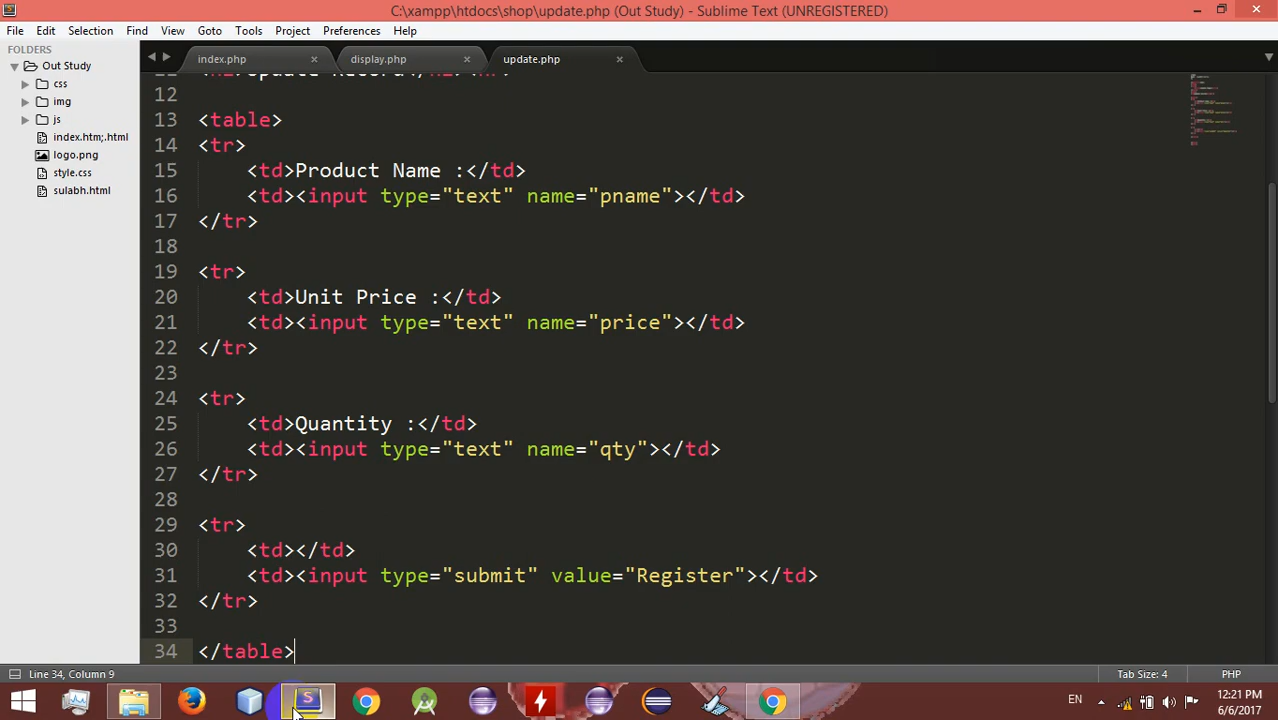 C:\xampp\htdocs\shop\update.php (Out Study) - Sublime Text (UNREGISTERED)
File Edit Selection Find View Goto Tools Project Preferences Help
FOLDERS
Out Study
css
img
js
index.htm;.html
logo.png
style.css
sulabh.html
index.php × display.php × update.php ×
12
13 <table>
14 <tr>
15 <td>Product Name :</td>
16 <td><input type="text" name="pname"></td>
17 </tr>
18
19 <tr>
20 <td>Unit Price :</td>
21 <td><input type="text" name="price"></td>
22 </tr>
23
24 <tr>
25 <td>Quantity :</td>
26 <td><input type="text" name="qty"></td>
27 </tr>
28
29 <tr>
30 <td></td>
31 <td><input type="submit" value="Register"></td>
32 </tr>
33
34 </table>
Line 34, Column 9
Tab Size: 4 PHP
EN
12:21 PM
6/6/2017